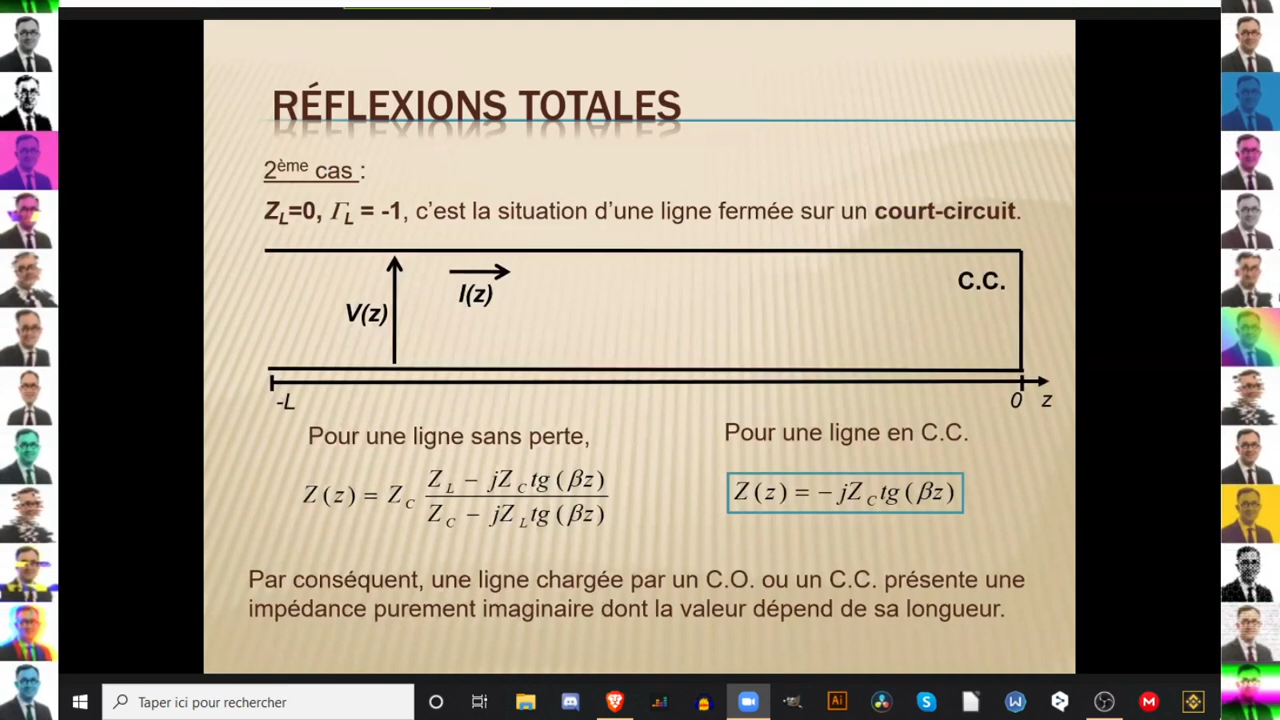 RÉFLEXIONS TOTALES
2ème cas :
ZL=0, ΓL = -1, c’est la situation d’une ligne fermée sur un court-circuit.
I(z)
C.C.
V(z)
-L
0 z
Pour une ligne sans perte,
Pour une ligne en C.C.
Z(z) = ZC (ZL − jZC tg(βz)) / (ZC − jZL tg(βz))
Z(z) = − jZC tg(βz)
Par conséquent, une ligne chargée par un C.O. ou un C.C. présente une
impédance purement imaginaire dont la valeur dépend de sa longueur.
Taper ici pour rechercher
Ai